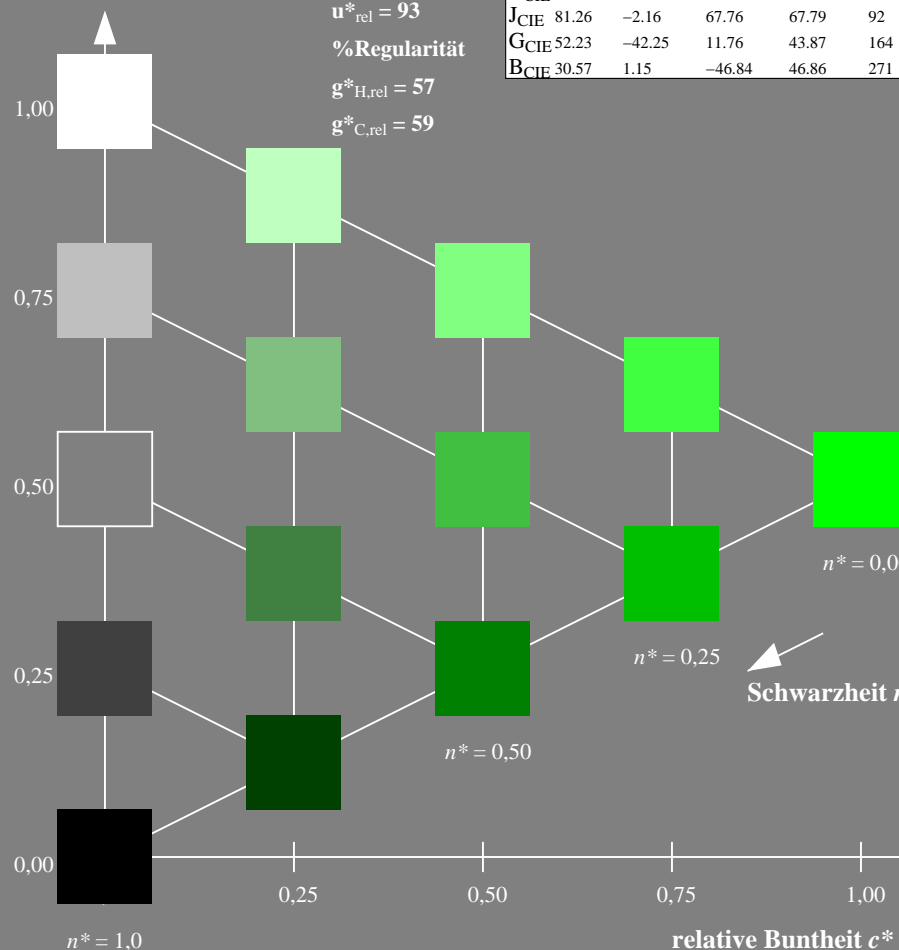 u*rel = 93
%Regularität
g*H,rel = 57
g*C,rel = 59
JCIE 81.26 −2.16 67.76 67.79 92
GCIE 52.23 −42.25 11.76 43.87 164
BCIE 30.57 1.15 −46.84 46.86 271
1,00
0,75
0,50
n* = 0,0
0,25
n* = 0,25
Schwarzheit
n* = 0,50
0,00
0,25 0,50 0,75 1,00
n* = 1,0
relative Buntheit c*